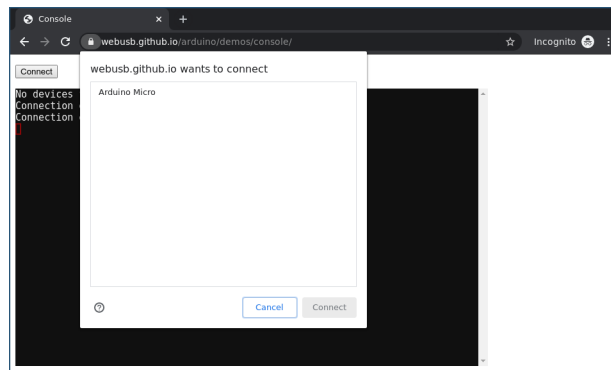 Console
webusb.github.io/arduino/demos/console/
Incognito
Connect
webusb.github.io wants to connect
Arduino Micro
No devices
Connection
Connection
Cancel
Connect